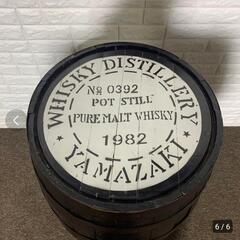 WHISKY DISTILLERY
No 0392
POT STILL
PURE MALT WHISKY
1982
YAMAZAKI
6/6